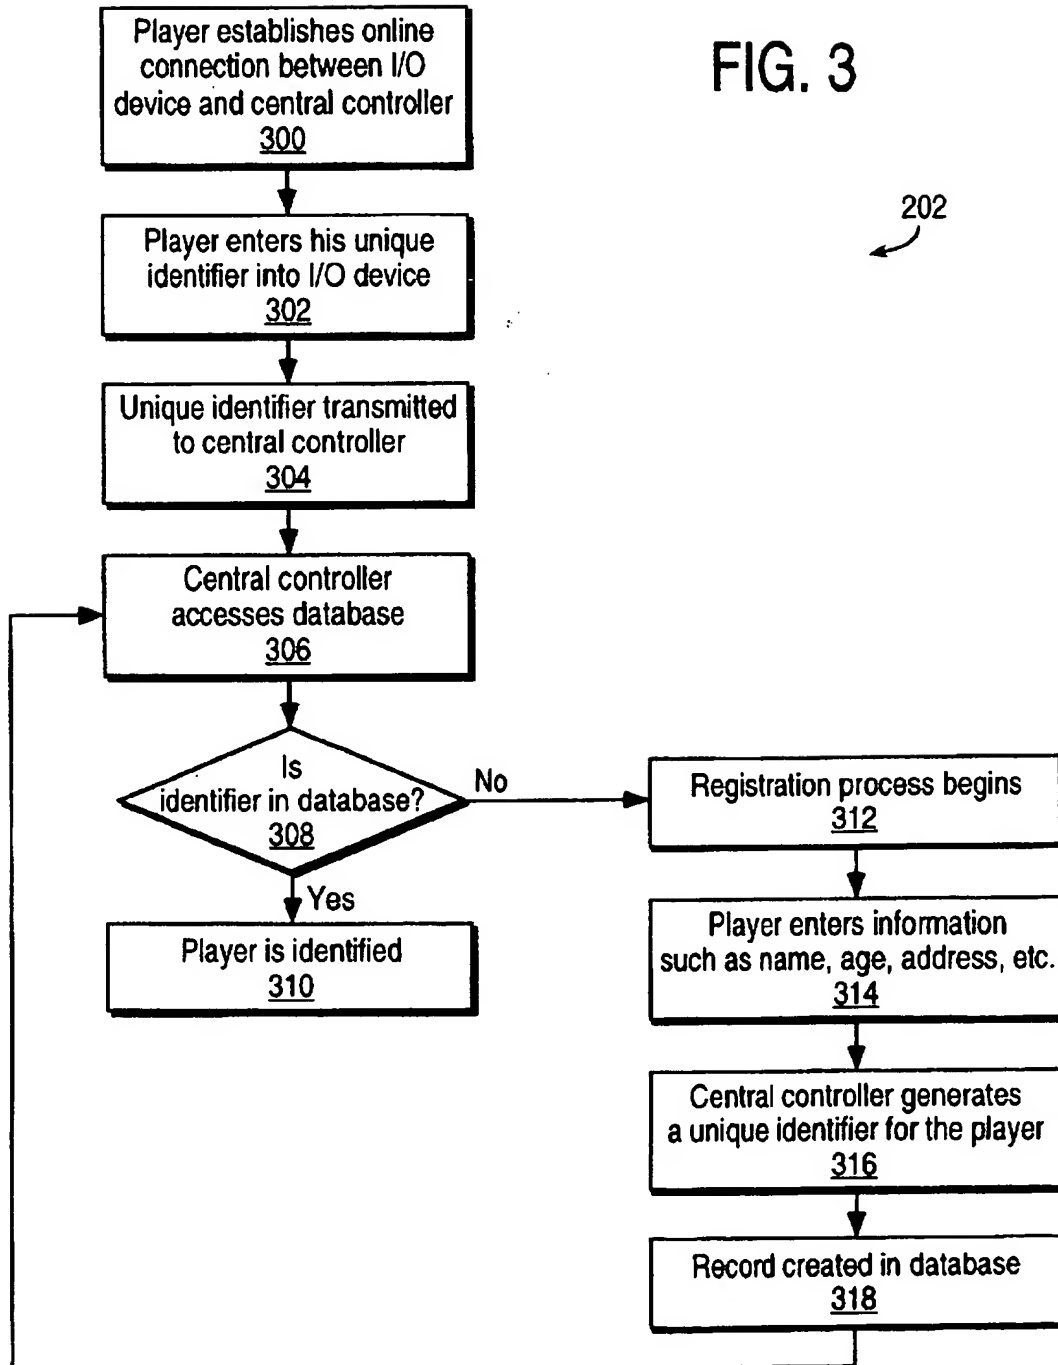 Player establishes online
connection between I/O
device and central controller
300
FIG. 3
202
Player enters his unique
identifier into I/O device
302
Unique identifier transmitted
to central controller
304
Central controller
accesses database
306
Is
identifier in database?
308
No
Yes
Player is identified
310
Registration process begins
312
Player enters information
such as name, age, address, etc.
314
Central controller generates
a unique identifier for the player
316
Record created in database
318